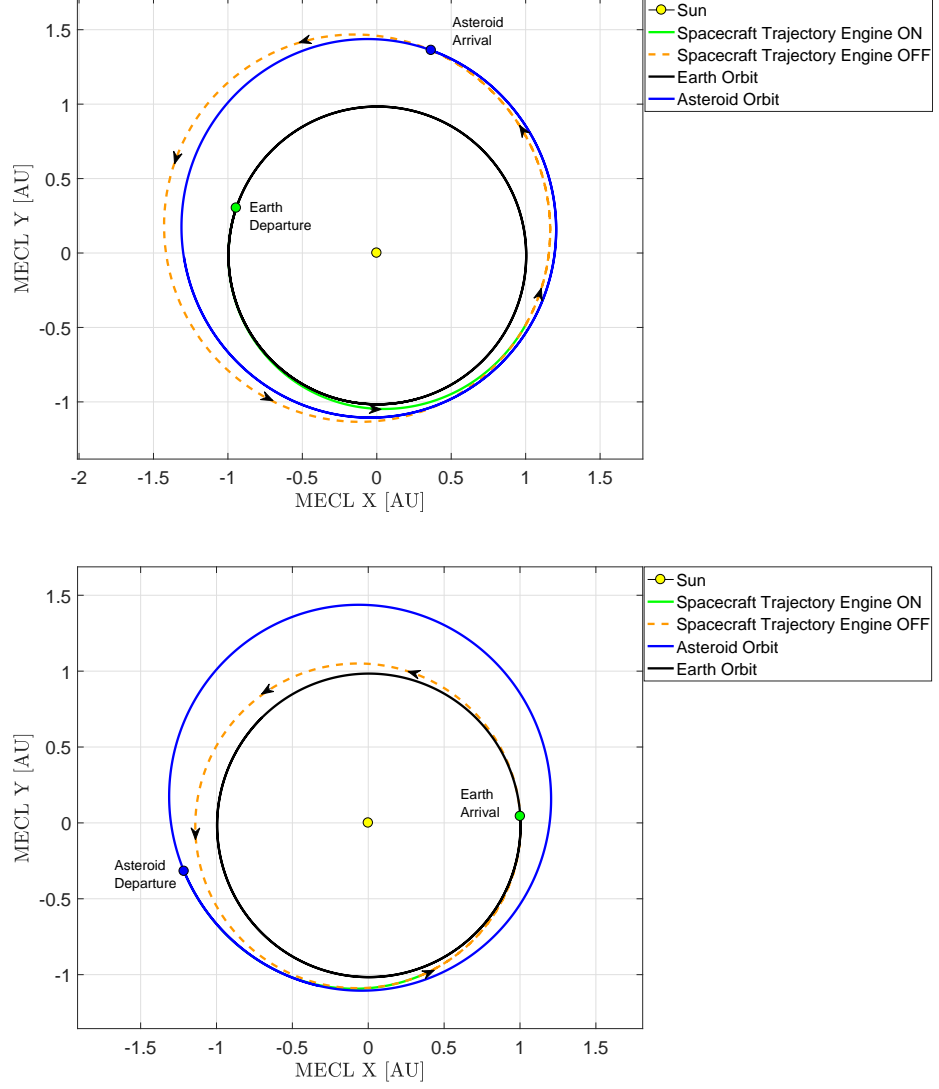 Sun
Spacecraft Trajectory Engine ON
Spacecraft Trajectory Engine OFF
Earth Orbit
Asteroid Orbit
Asteroid
Arrival
Earth
Departure
1.5
1
0.5
0
-0.5
-1
MECL Y [AU]
-2
-1.5
-1
-0.5
0
0.5
1
1.5
MECL X [AU]
Sun
Spacecraft Trajectory Engine ON
Spacecraft Trajectory Engine OFF
Asteroid Orbit
Earth Orbit
Earth
Arrival
Asteroid
Departure
1.5
1
0.5
0
-0.5
-1
MECL Y [AU]
-1.5
-1
-0.5
0
0.5
1
1.5
MECL X [AU]